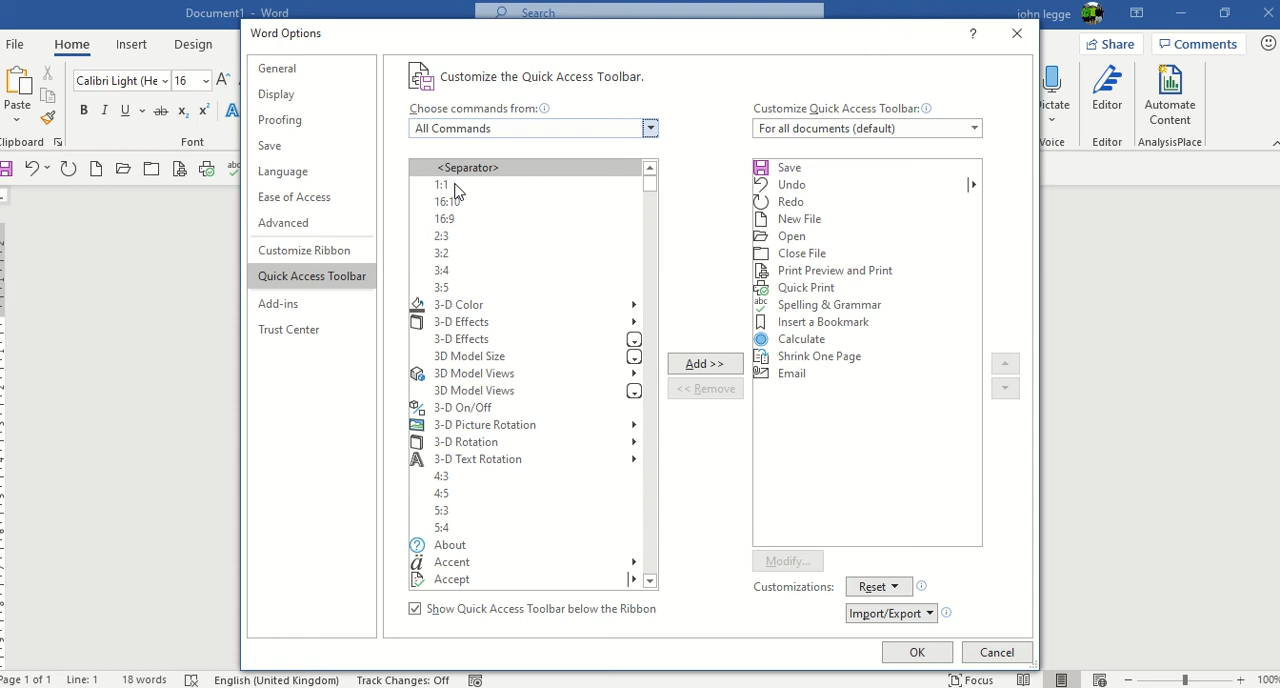 Document1 - Word
Search
john legge
Word Options
File
Home
Insert
Design
Share
Comments
Paste
Calibri Light (He
16
B I U ab x₂ x² A
lipboard
Font
ictate
Editor
Automate
Content
Voice
Editor
AnalysisPlace
General
Display
Proofing
Save
Language
Ease of Access
Advanced
Customize Ribbon
Quick Access Toolbar
Add-ins
Trust Center
Customize the Quick Access Toolbar.
Choose commands from:
All Commands
<Separator>
1:1
16:10
16:9
2:3
3:2
3:4
3:5
3-D Color
3-D Effects
3-D Effects
3D Model Size
3D Model Views
3D Model Views
3-D On/Off
3-D Picture Rotation
3-D Rotation
3-D Text Rotation
4:3
4:5
5:3
5:4
About
Accent
Accept
Show Quick Access Toolbar below the Ribbon
Add >>
<< Remove
Customize Quick Access Toolbar:
For all documents (default)
Save
Undo
Redo
New File
Open
Close File
Print Preview and Print
Quick Print
abc Spelling & Grammar
Insert a Bookmark
Calculate
Shrink One Page
Email
Modify...
Customizations:
Reset
Import/Export
OK
Cancel
Page 1 of 1
Line: 1
18 words
English (United Kingdom)
Track Changes: Off
Focus
100%